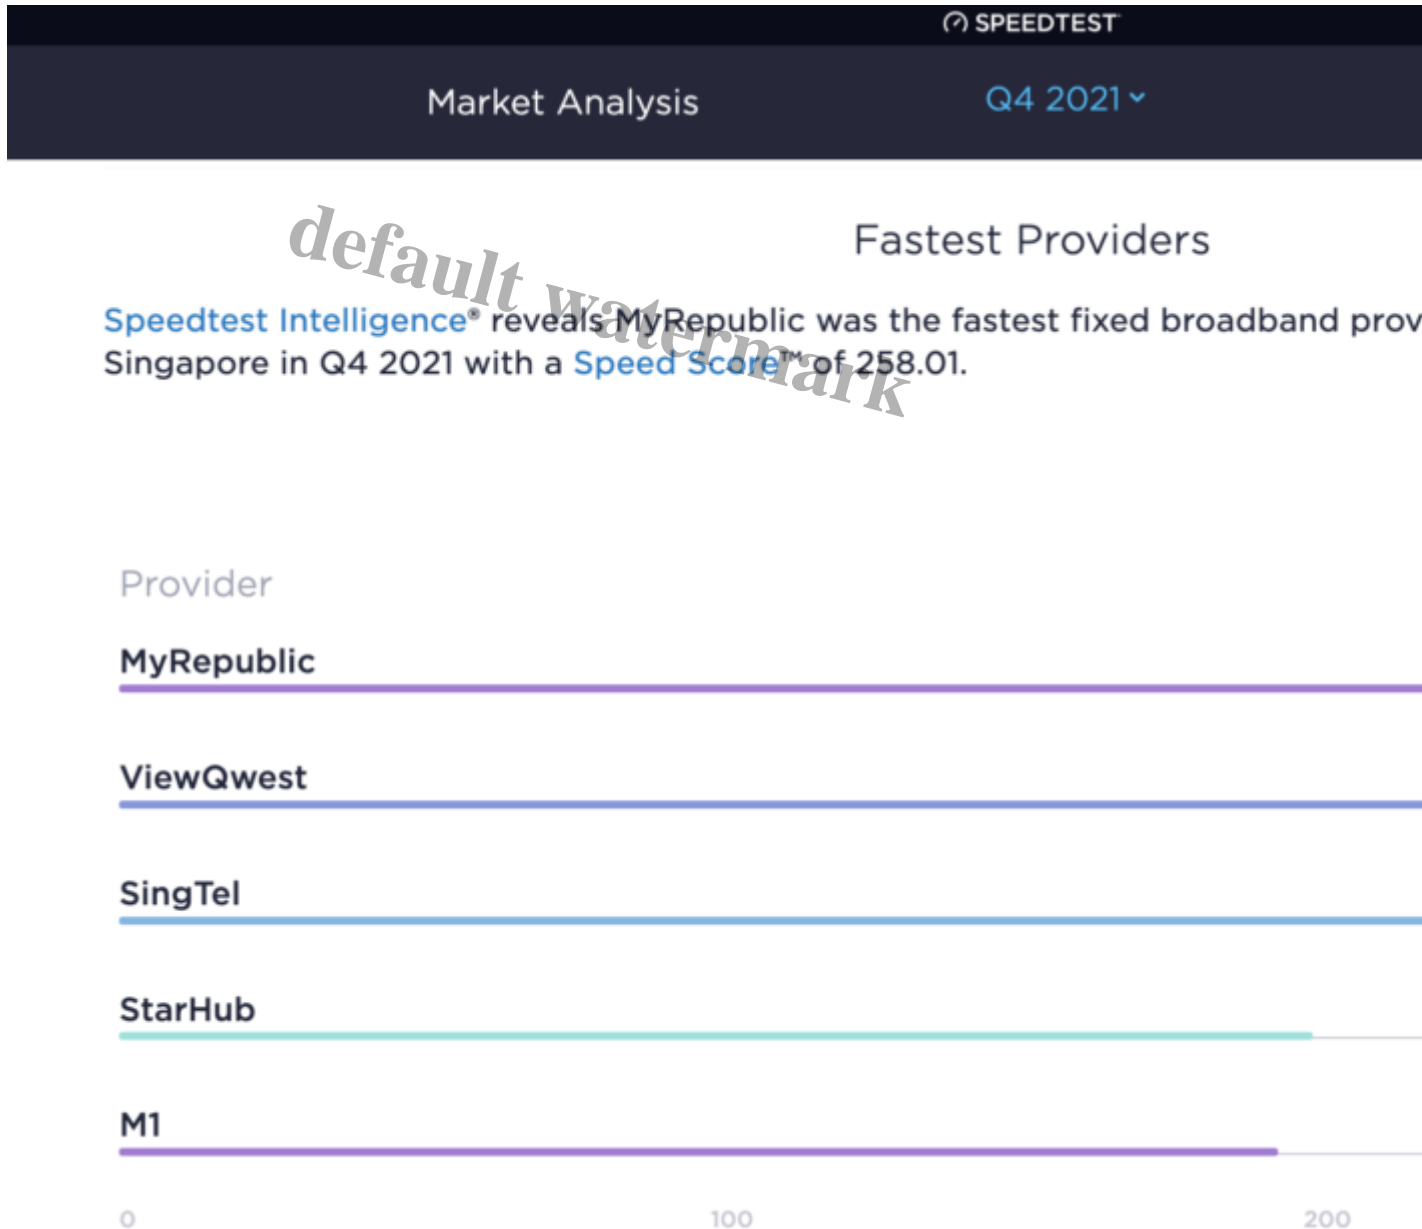 SPEEDTEST
Market Analysis
Q4 2021
Fastest Providers
default watermark
Speedtest Intelligence® reveals MyRepublic was the fastest fixed broadband prov
Singapore in Q4 2021 with a Speed Score™ of 258.01.
Provider
MyRepublic
ViewQwest
SingTel
StarHub
M1
0 100 200